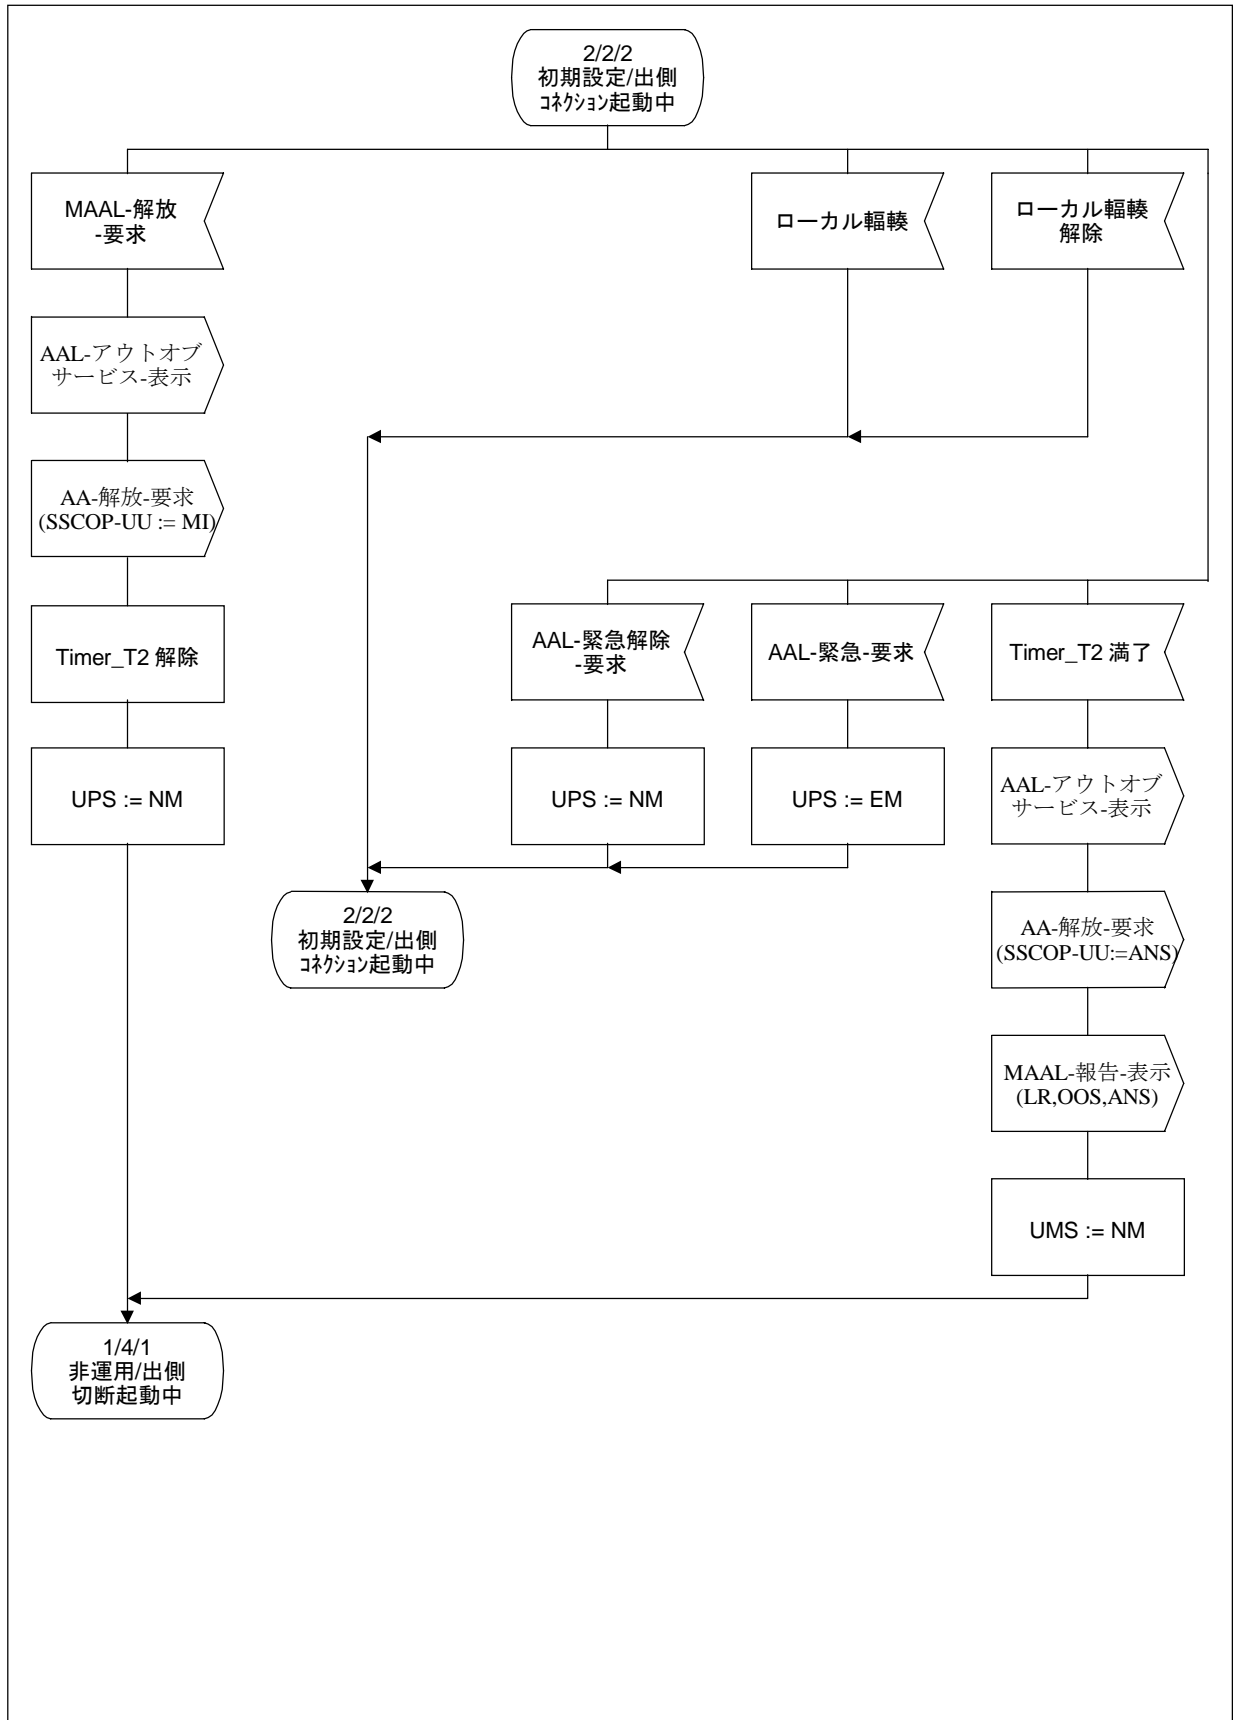 2/2/2
初期設定/出側
ｺﾈｸｼｮﾝ起動中
MAAL-解放
-要求
ローカル輻輳
ローカル輻輳
解除
AAL-アウトオブ
サービス-表示
AA-解放-要求
(SSCOP-UU := MI)
Timer_T2 解除
UPS := NM
AAL-緊急解除
-要求
AAL-緊急-要求
Timer_T2 満了
UPS := NM
UPS := EM
AAL-アウトオブ
サービス-表示
2/2/2
初期設定/出側
ｺﾈｸｼｮﾝ起動中
AA-解放-要求
(SSCOP-UU:=ANS)
MAAL-報告-表示
(LR,OOS,ANS)
UMS := NM
1/4/1
非運用/出側
切断起動中